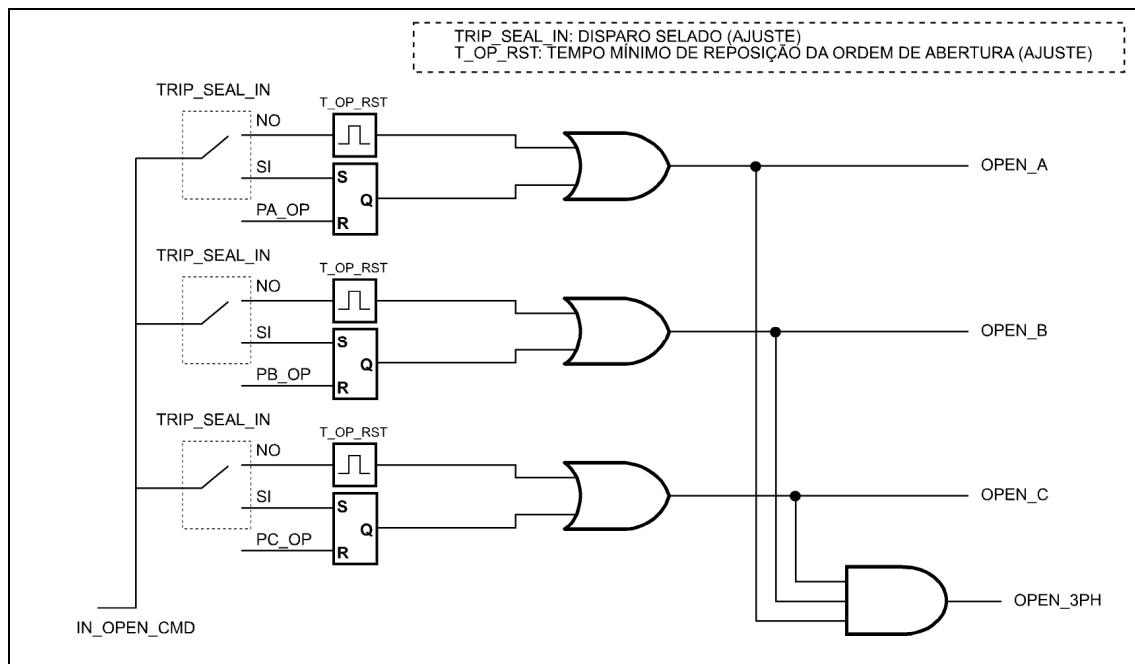 TRIP_SEAL_IN: DISPARO SELADO (AJUSTE)
T_OP_RST: TEMPO MÍNIMO DE REPOSIÇÃO DA ORDEM DE ABERTURA (AJUSTE)
TRIP_SEAL_IN
T_OP_RST
NO
SI
S
Q
PA_OP
R
OPEN_A
TRIP_SEAL_IN
T_OP_RST
NO
SI
S
Q
PB_OP
R
OPEN_B
TRIP_SEAL_IN
T_OP_RST
NO
SI
S
Q
PC_OP
R
OPEN_C
OPEN_3PH
IN_OPEN_CMD